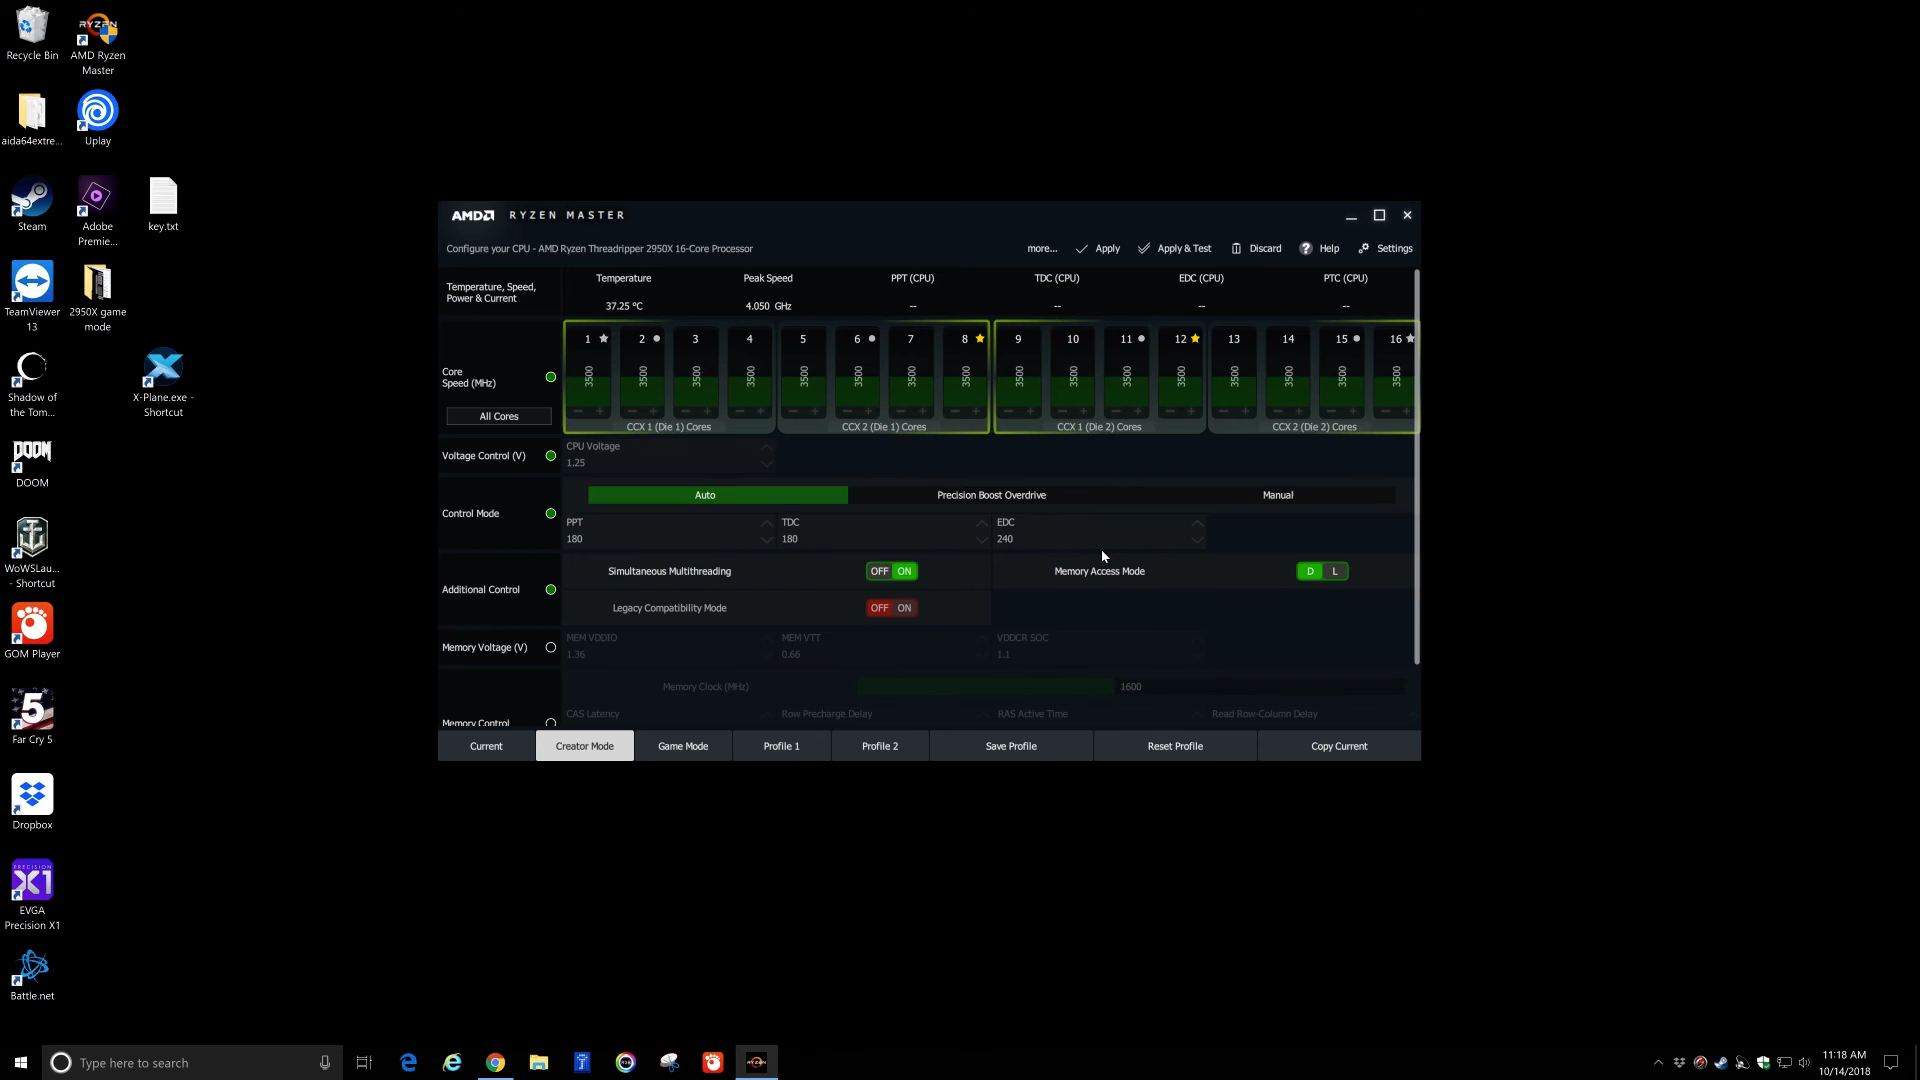 Recycle Bin
AMD Ryzen
Master
aida64extre...
Uplay
Steam
Adobe
Premie...
key.txt
TeamViewer
13
2950X game
mode
Shadow of
the Tom...
X-Plane.exe -
Shortcut
DOOM
DOOM
WoWSLau...
- Shortcut
GOM Player
5
Far Cry 5
Dropbox
PRECISION
X1
EVGA
Precision X1
Battle.net
AMD RYZEN MASTER
Configure your CPU - AMD Ryzen Threadripper 2950X 16-Core Processor
more... Apply Apply & Test Discard Help Settings
Temperature, Speed,
Power & Current
Temperature Peak Speed PPT (CPU) TDC (CPU) EDC (CPU) PTC (CPU)
37.25 °C 4.050 GHz -- -- -- --
Core
Speed (MHz)
All Cores
1 2 3 4 5 6 7 8 9 10 11 12 13 14 15 16
3500 3500 3500 3500 3500 3500 3500 3500 3500 3500 3500 3500 3500 3500 3500 3500
CCX 1 (Die 1) Cores CCX 2 (Die 1) Cores CCX 1 (Die 2) Cores CCX 2 (Die 2) Cores
Voltage Control (V)
CPU Voltage
1.25
Control Mode
Auto Precision Boost Overdrive Manual
PPT TDC EDC
180 180 240
Additional Control
Simultaneous Multithreading OFF ON Memory Access Mode D L
Legacy Compatibility Mode OFF ON
Memory Voltage (V)
MEM VDDIO MEM VTT VDDCR SOC
1.36 0.66 1.1
Memory Clock (MHz) 1600
Memory Control
CAS Latency Row Precharge Delay RAS Active Time Read Row-Column Delay
Current Creator Mode Game Mode Profile 1 Profile 2 Save Profile Reset Profile Copy Current
Type here to search
11:18 AM
10/14/2018